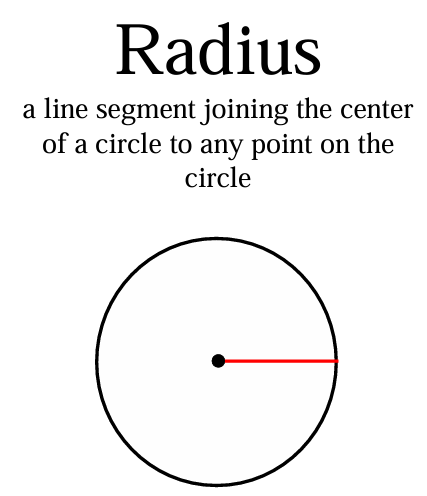 Radius
a line segment joining the center
of a circle to any point on the
circle